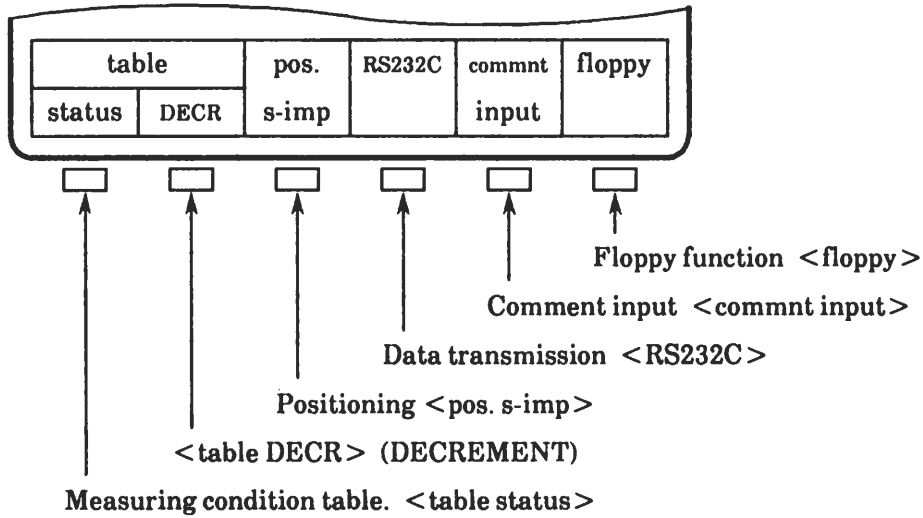 table
pos.
RS232C
commnt
floppy
status
DECR
s-imp
input
Floppy function <floppy>
Comment input <commnt input>
Data transmission <RS232C>
Positioning <pos. s-imp>
<table DECR> (DECREMENT)
Measuring condition table. <table status>